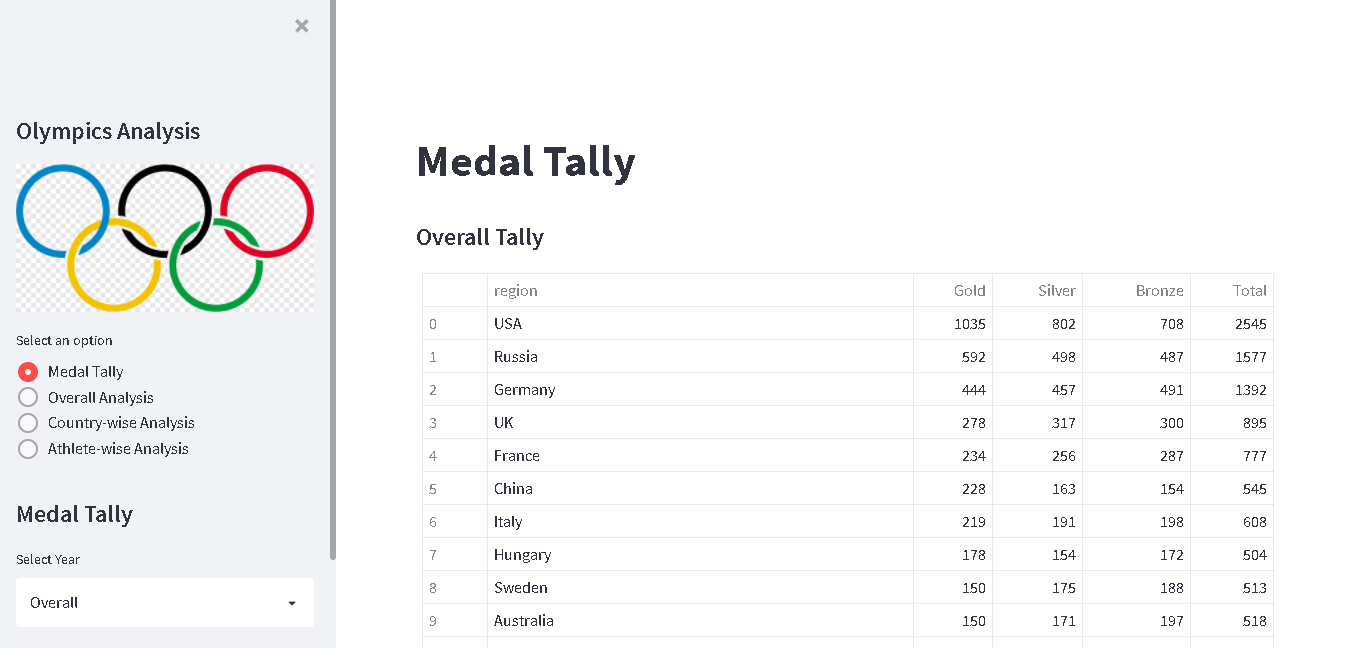 ×
Olympics Analysis
Select an option
Medal Tally
Overall Analysis
Country-wise Analysis
Athlete-wise Analysis
Medal Tally
Select Year
Overall
Medal Tally
Overall Tally
region Gold Silver Bronze Total
0 USA 1035 802 708 2545
1 Russia 592 498 487 1577
2 Germany 444 457 491 1392
3 UK 278 317 300 895
4 France 234 256 287 777
5 China 228 163 154 545
6 Italy 219 191 198 608
7 Hungary 178 154 172 504
8 Sweden 150 175 188 513
9 Australia 150 171 197 518